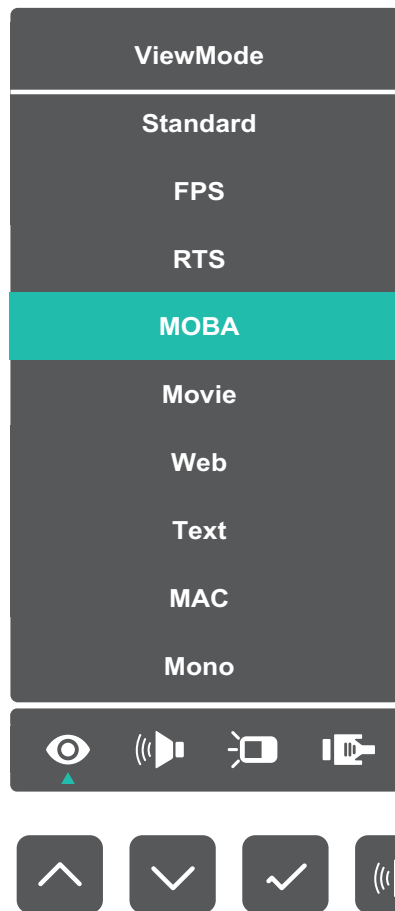 ViewMode
Standard
FPS
RTS
MOBA
Movie
Web
Text
MAC
Mono